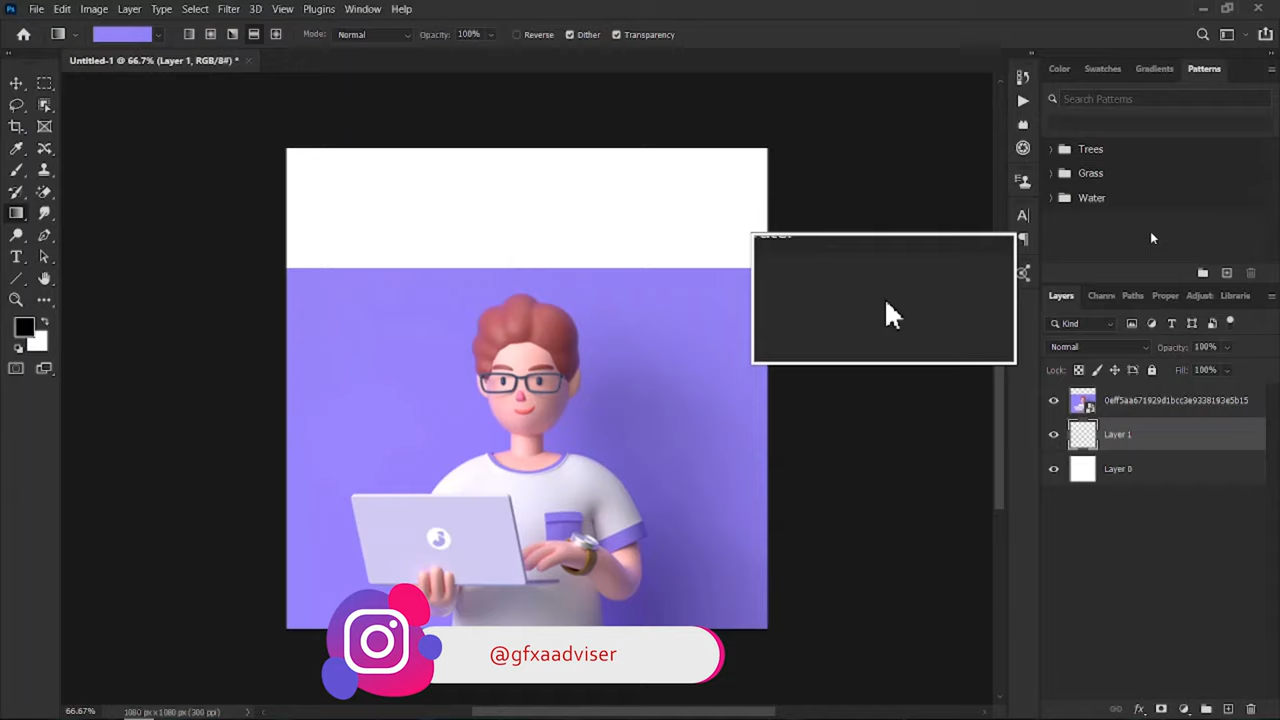 Ps File Edit Image Layer Type Select Filter 3D View Plugins Window Help
Mode: Normal Opacity: 100% Reverse Dither Transparency
Untitled-1 @ 66.7% (Layer 1, RGB/8#) *
Color Swatches Gradients Patterns
Search Patterns
Trees
Grass
Water
Layers Channe Paths Proper Adjust Libraries
Kind
Normal Opacity: 100%
Lock: Fill: 100%
0eff5aa671929d1bcc3e9338193e5b15
Layer 1
Layer 0
@gfxaadviser
66.67% 1080 px x 1080 px (300 ppi)